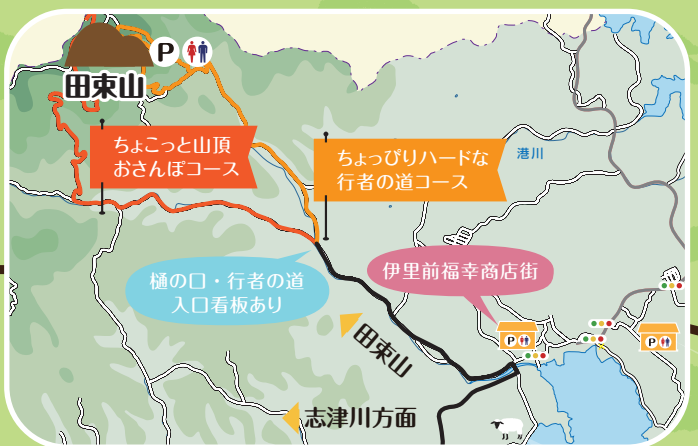 P
田束山
ちょこっと山頂
おさんぽコース
ちょっぴりハードな
行者の道コース
港川
樋の口・行者の道
入口看板あり
伊里前福幸商店街
P
P
田束山
志津川方面